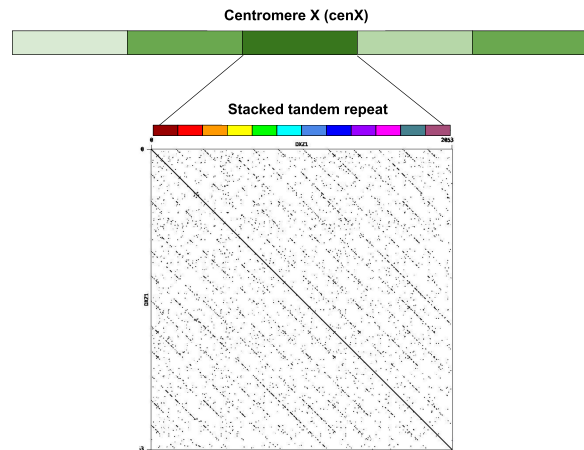 Centromere X (cenX)
Stacked tandem repeat
0
2053
DXZ1
0
DXZ1